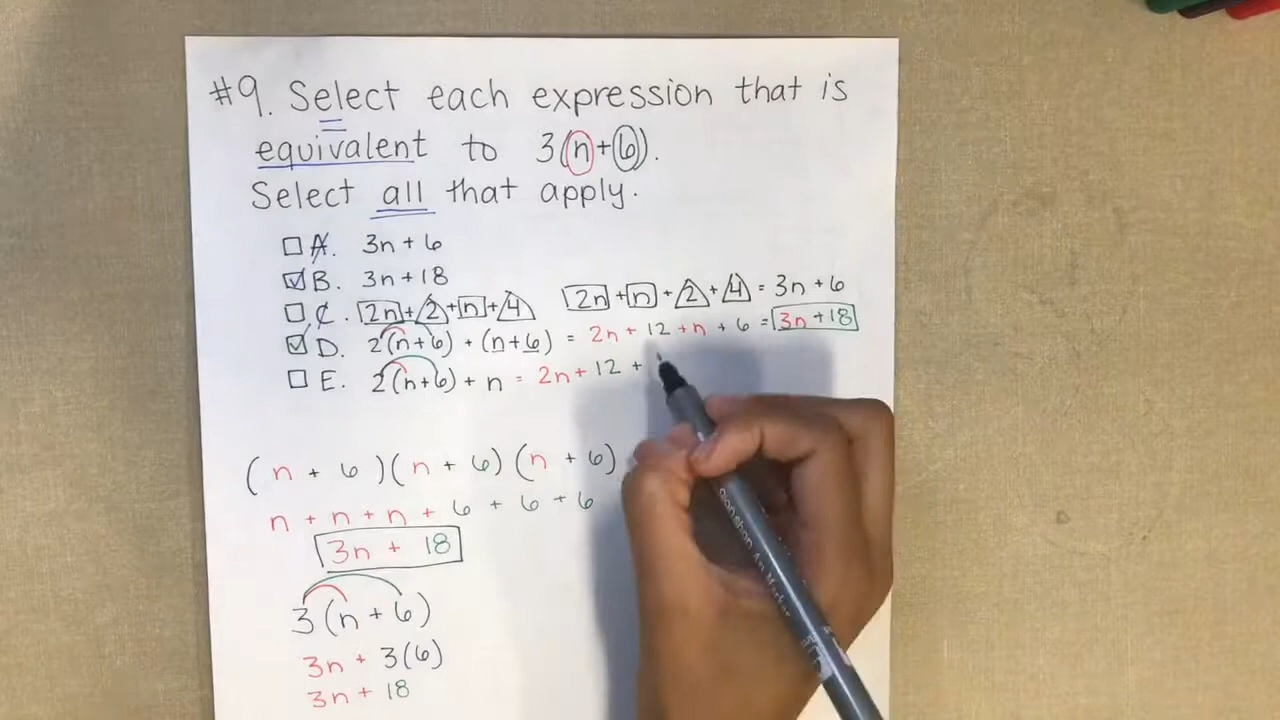 #9. Select each expression that is
equivalent to 3(n+6).
Select all that apply.
A. 3n + 6
B. 3n + 18
C. 2n + 2 + n + 4 2n + n + 2 + 4 = 3n + 6
D. 2(n+6) + (n+6) = 2n + 12 + n + 6 = 3n + 18
E. 2(n+6) + n = 2n + 12 +
(n + 6)(n + 6)(n + 6)
n + n + n + 6 + 6 + 6
3n + 18
3(n + 6)
3n + 3(6)
3n + 18